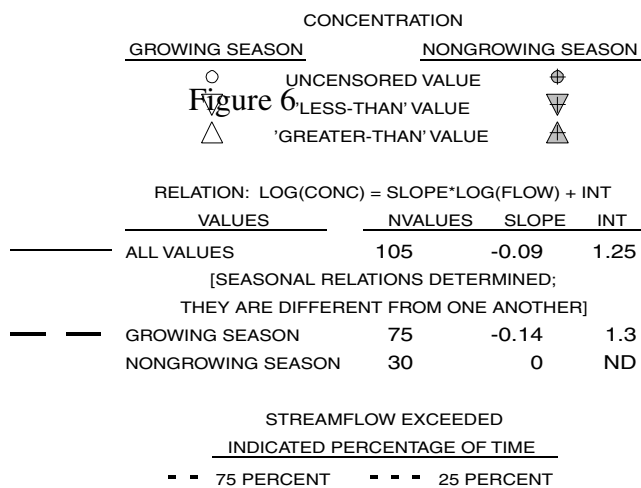 CONCENTRATION
GROWING SEASON NONGROWING SEASON
UNCENSORED VALUE
Figure 6
'LESS-THAN' VALUE
'GREATER-THAN' VALUE
RELATION: LOG(CONC) = SLOPE*LOG(FLOW) + INT
VALUES NVALUES SLOPE INT
ALL VALUES 105 -0.09 1.25
[SEASONAL RELATIONS DETERMINED;
THEY ARE DIFFERENT FROM ONE ANOTHER]
GROWING SEASON 75 -0.14 1.3
NONGROWING SEASON 30 0 ND
STREAMFLOW EXCEEDED
INDICATED PERCENTAGE OF TIME
75 PERCENT 25 PERCENT